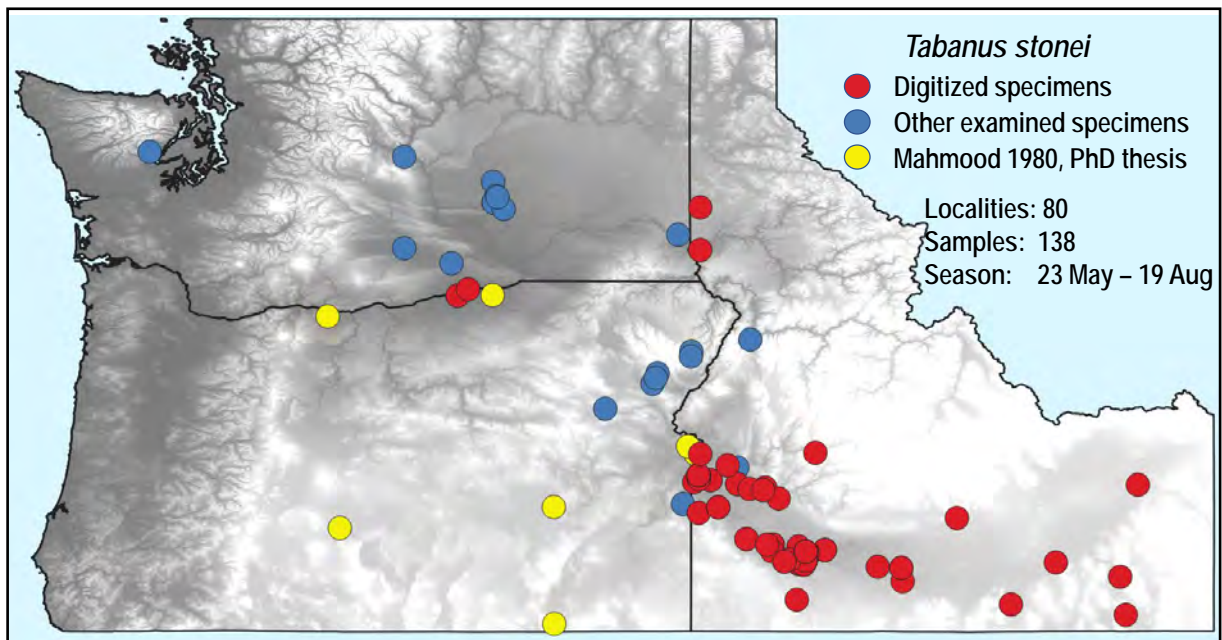 Tabanus stonei
Digitized specimens
Other examined specimens
Mahmood 1980, PhD thesis
Localities: 80
Samples: 138
Season: 23 May – 19 Aug